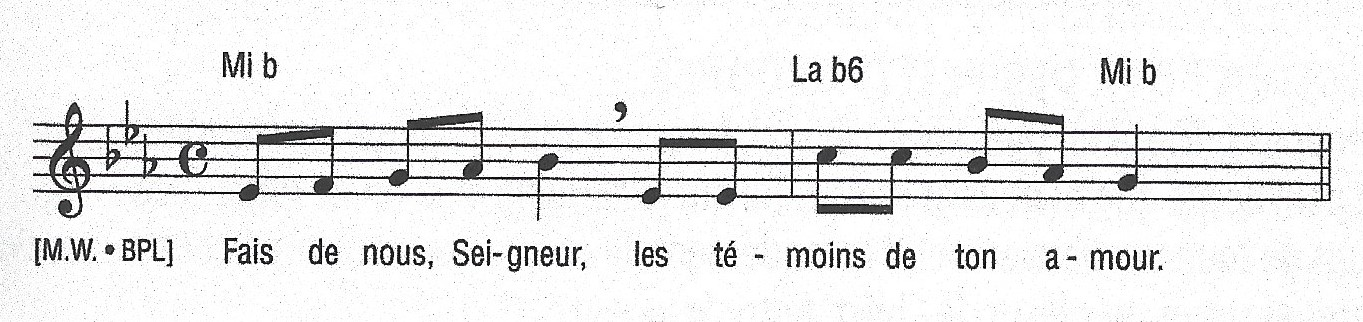 Mi b La b6 Mi b
[M.W. • BPL] Fais de nous, Sei-gneur, les té - moins de ton a - mour.